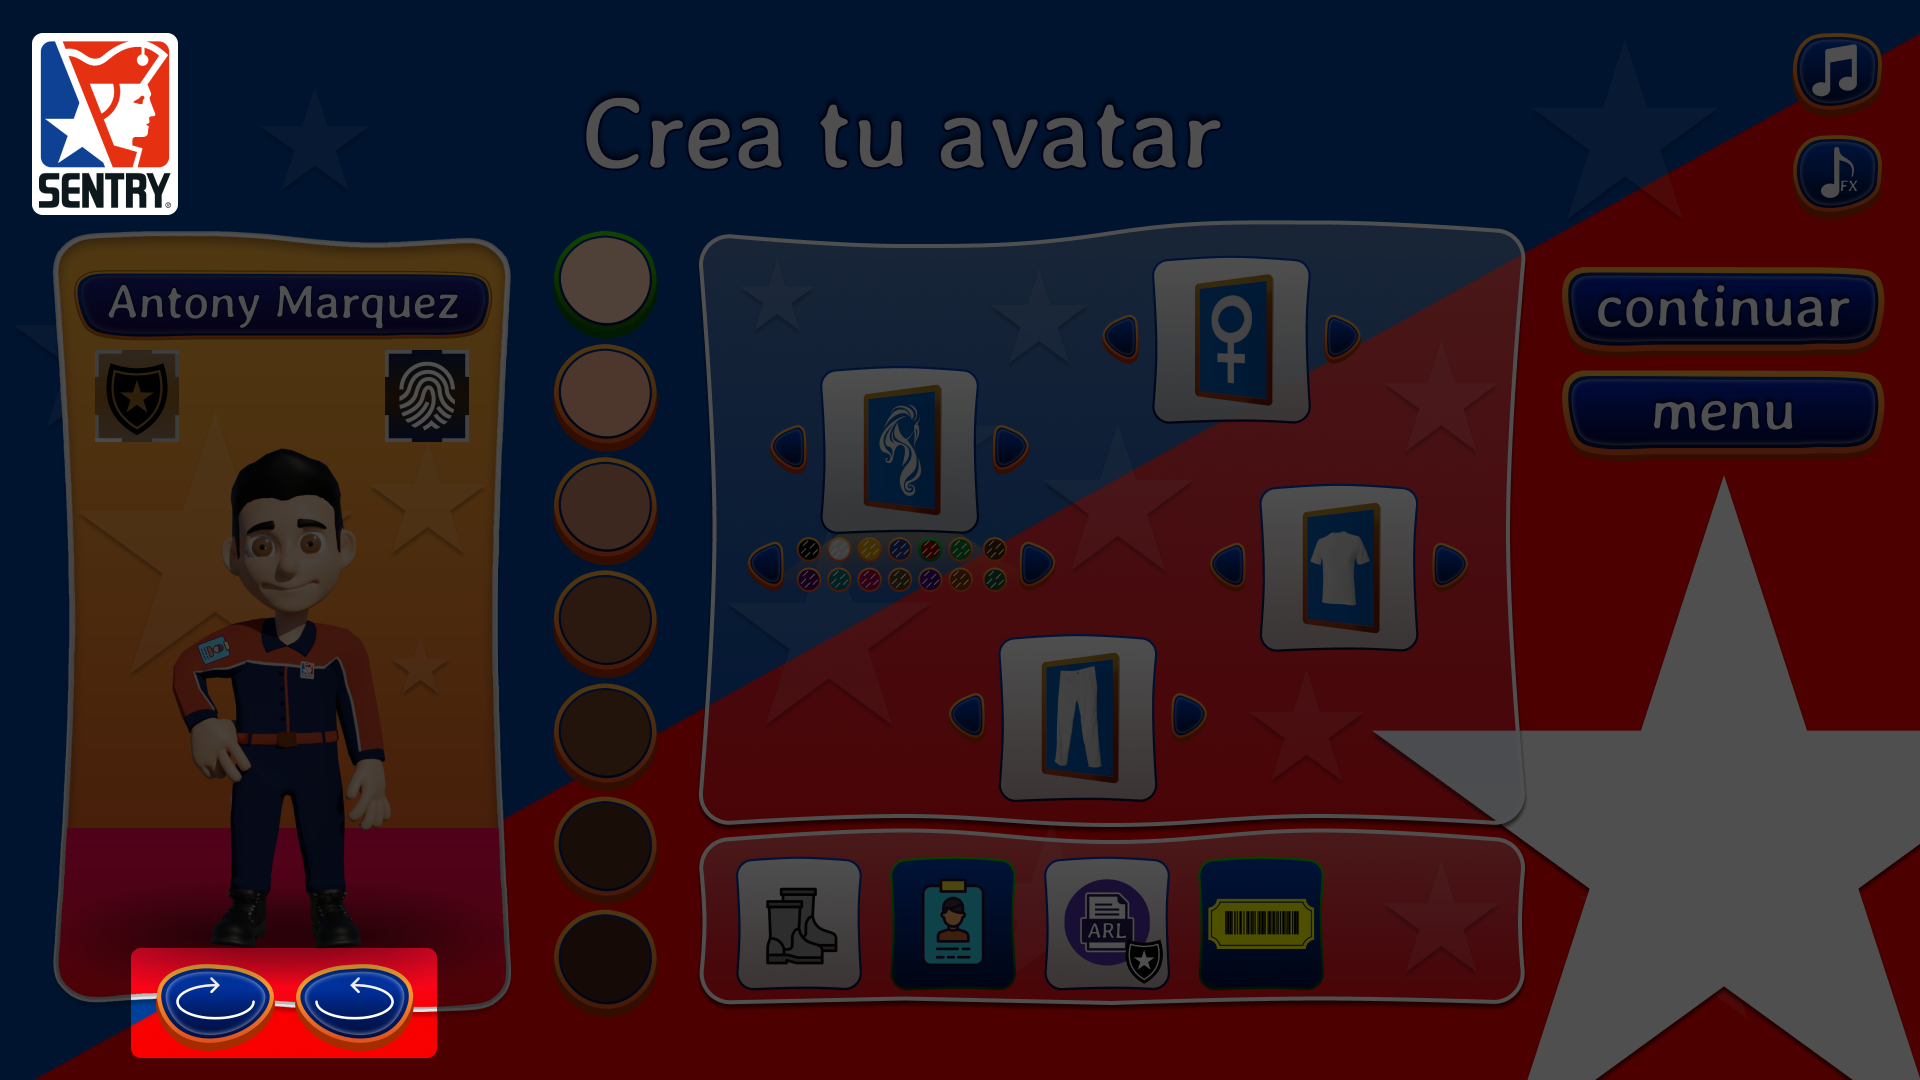 SENTRY®
Crea tu avatar
FX
Antony Marquez
continuar
menu
ARL